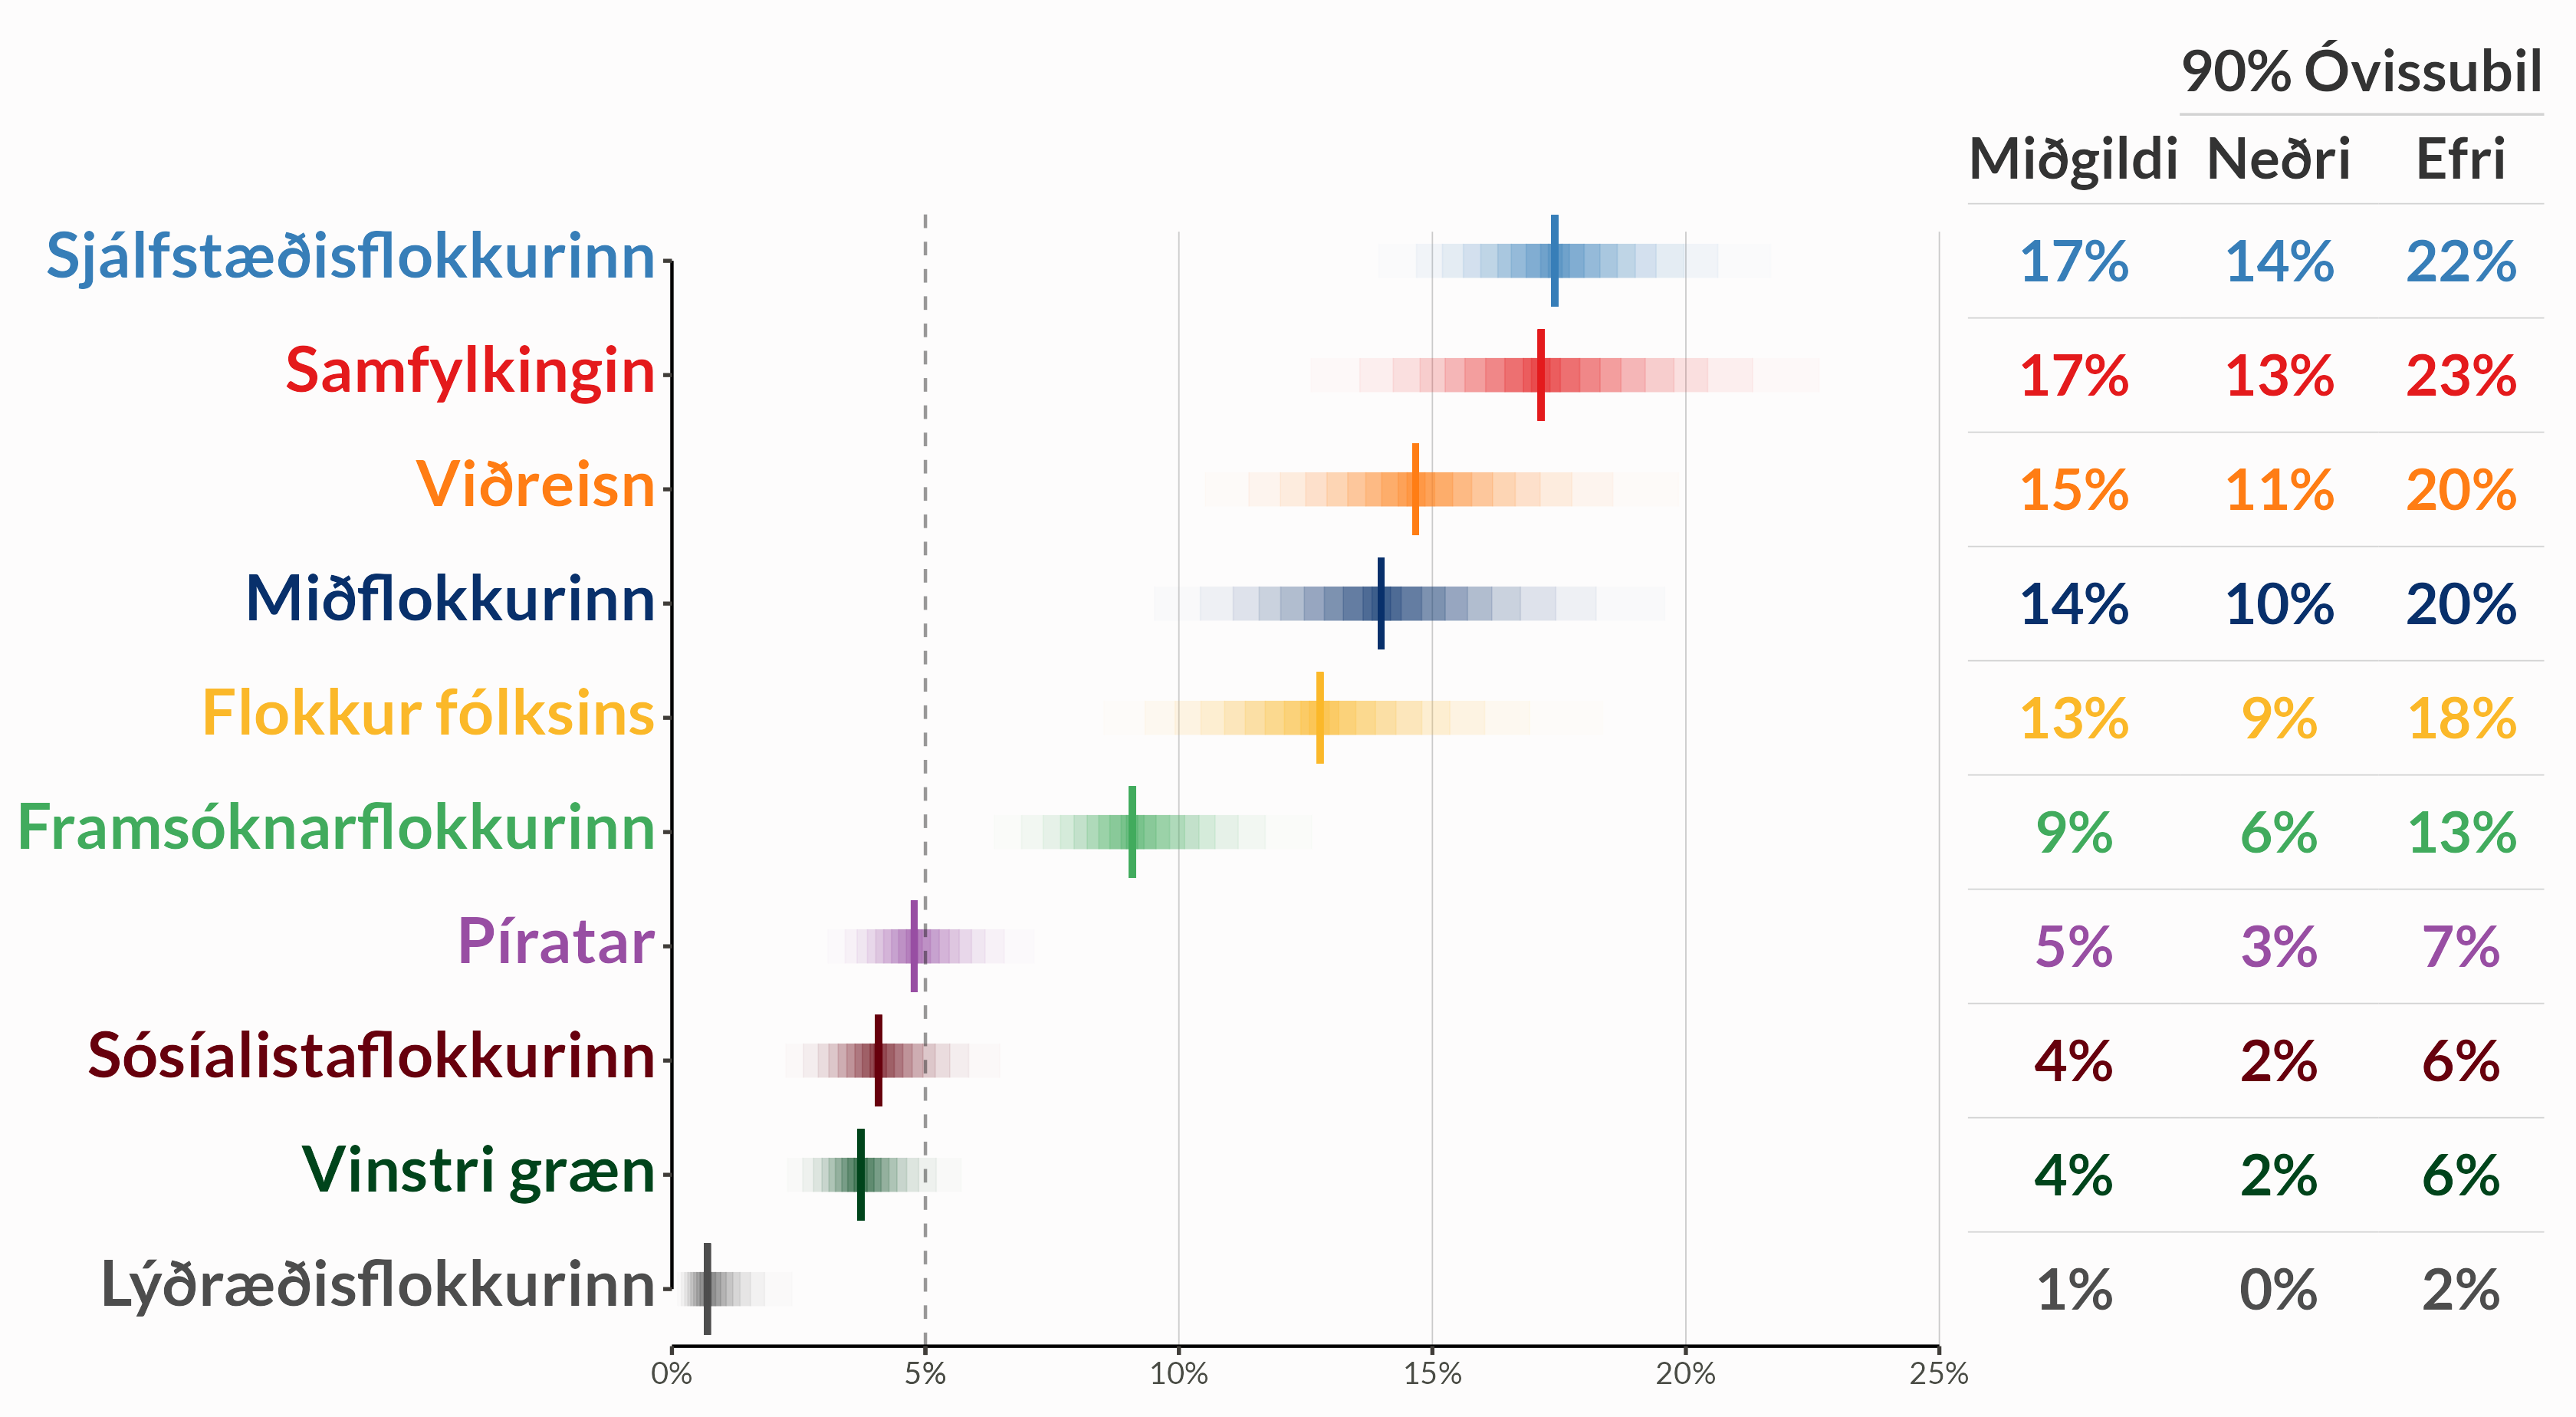 90% Óvissubil
Miðgildi Neðri Efri
Sjálfstæðisflokkurinn 17% 14% 22%
Samfylkingin 17% 13% 23%
Viðreisn 15% 11% 20%
Miðflokkurinn 14% 10% 20%
Flokkur fólksins 13% 9% 18%
Framsóknarflokkurinn 9% 6% 13%
Píratar 5% 3% 7%
Sósíalistaflokkurinn 4% 2% 6%
Vinstri græn 4% 2% 6%
Lýðræðisflokkurinn 1% 0% 2%
0% 5% 10% 15% 20% 25%